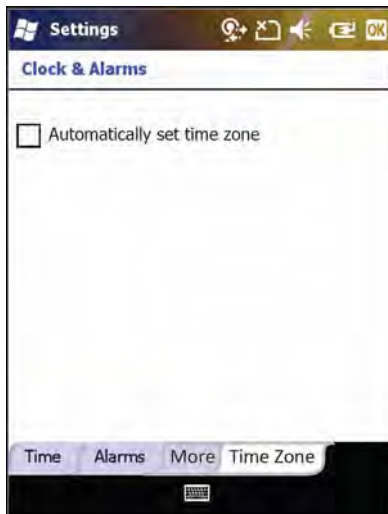 Settings
OK
Clock & Alarms
Automatically set time zone
Time Alarms More Time Zone